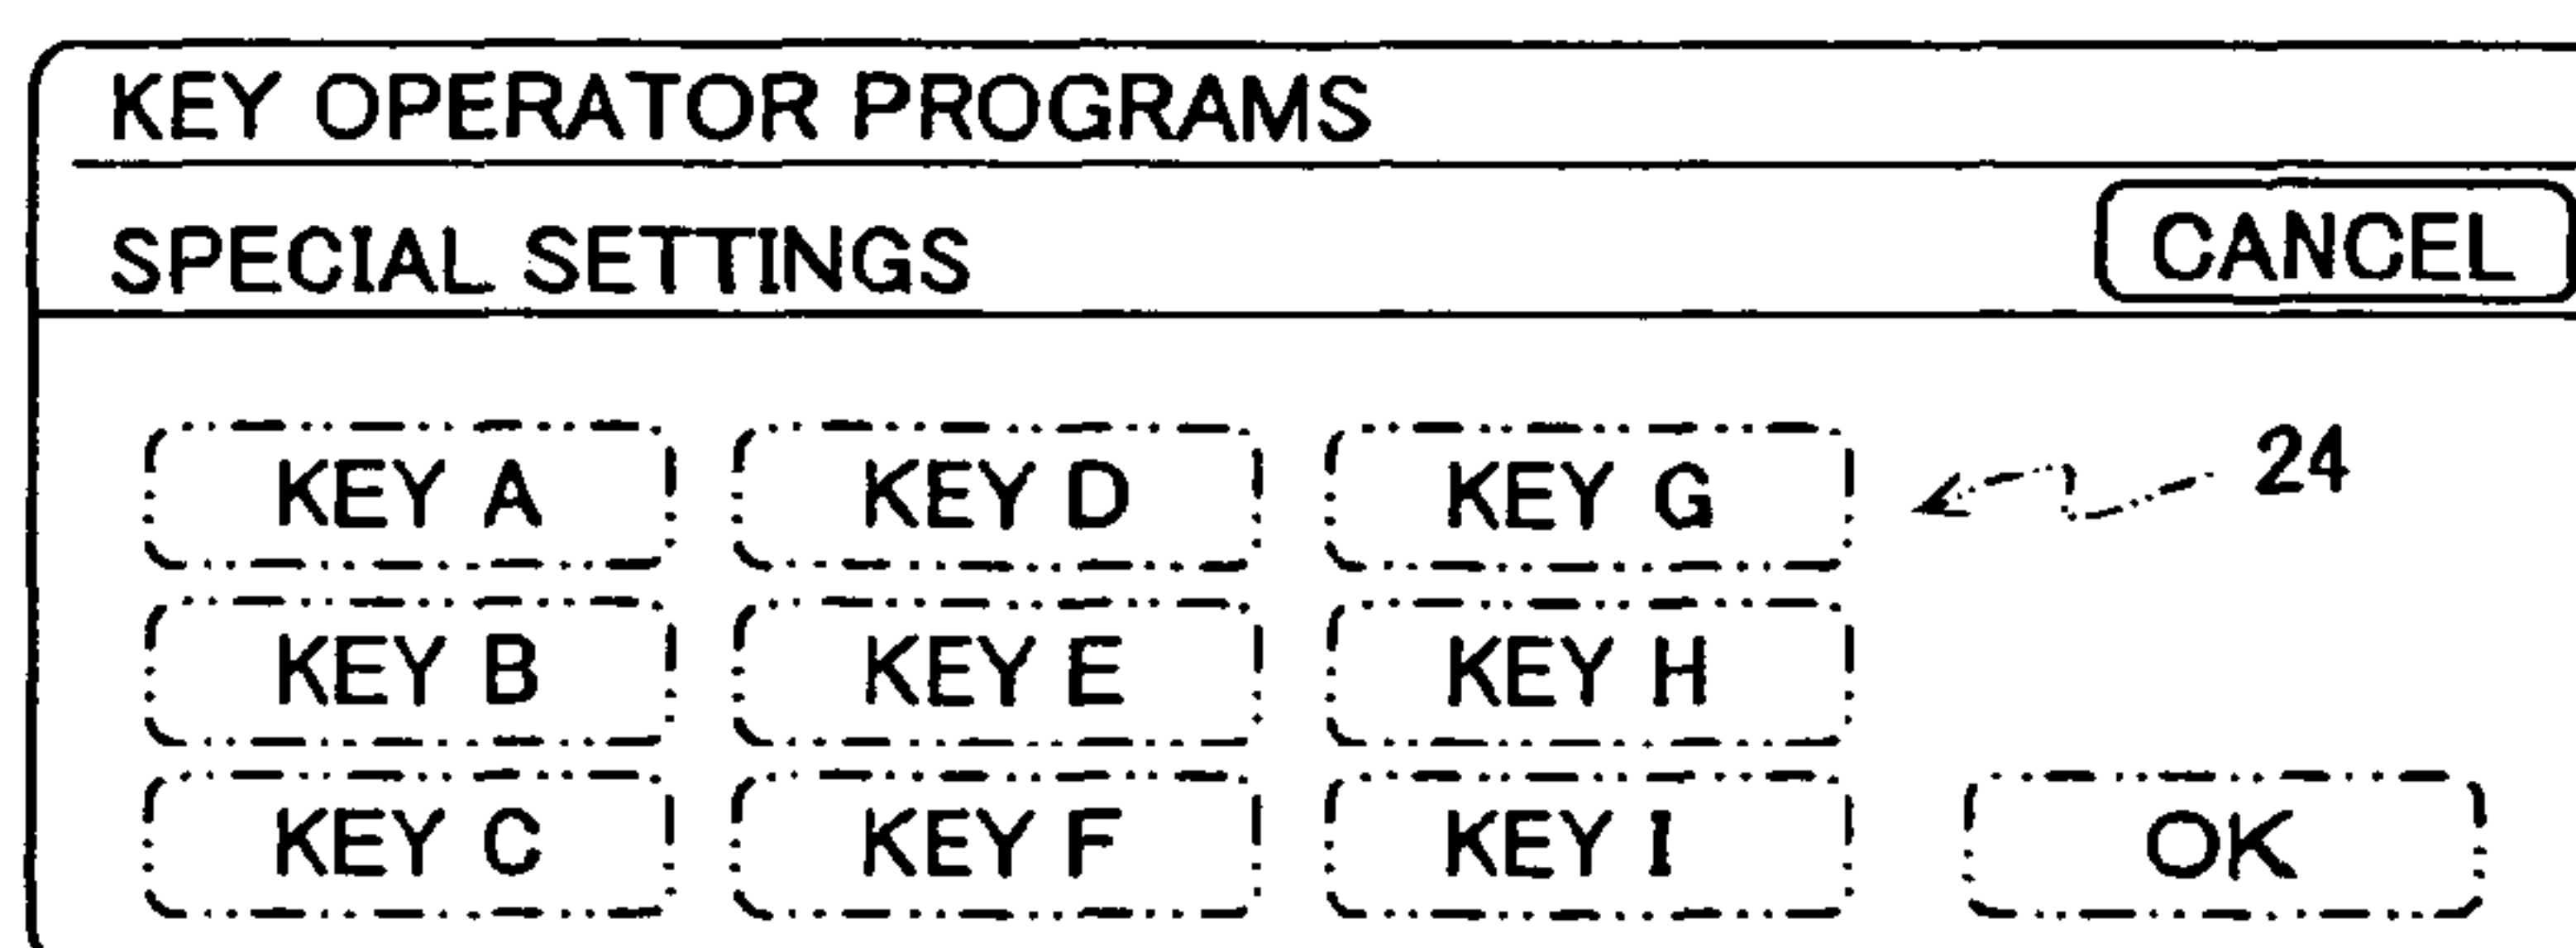 KEY OPERATOR PROGRAMS
SPECIAL SETTINGS CANCEL
KEY A KEY D KEY G 24
KEY B KEY E KEY H
KEY C KEY F KEY I OK